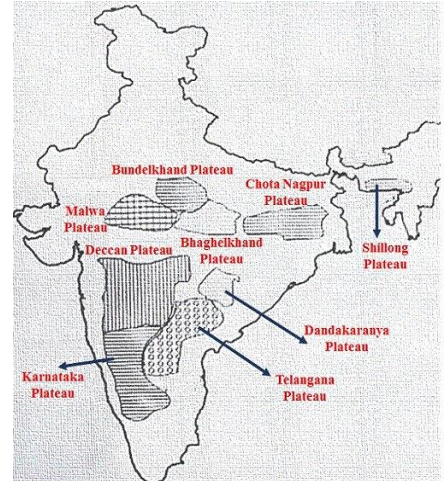 Bundelkhand Plateau
Chota Nagpur
Plateau
Malwa
Plateau
Bhaghelkhand
Plateau
Deccan Plateau
Shillong
Plateau
Dandakaranya
Plateau
Karnataka
Plateau
Telangana
Plateau